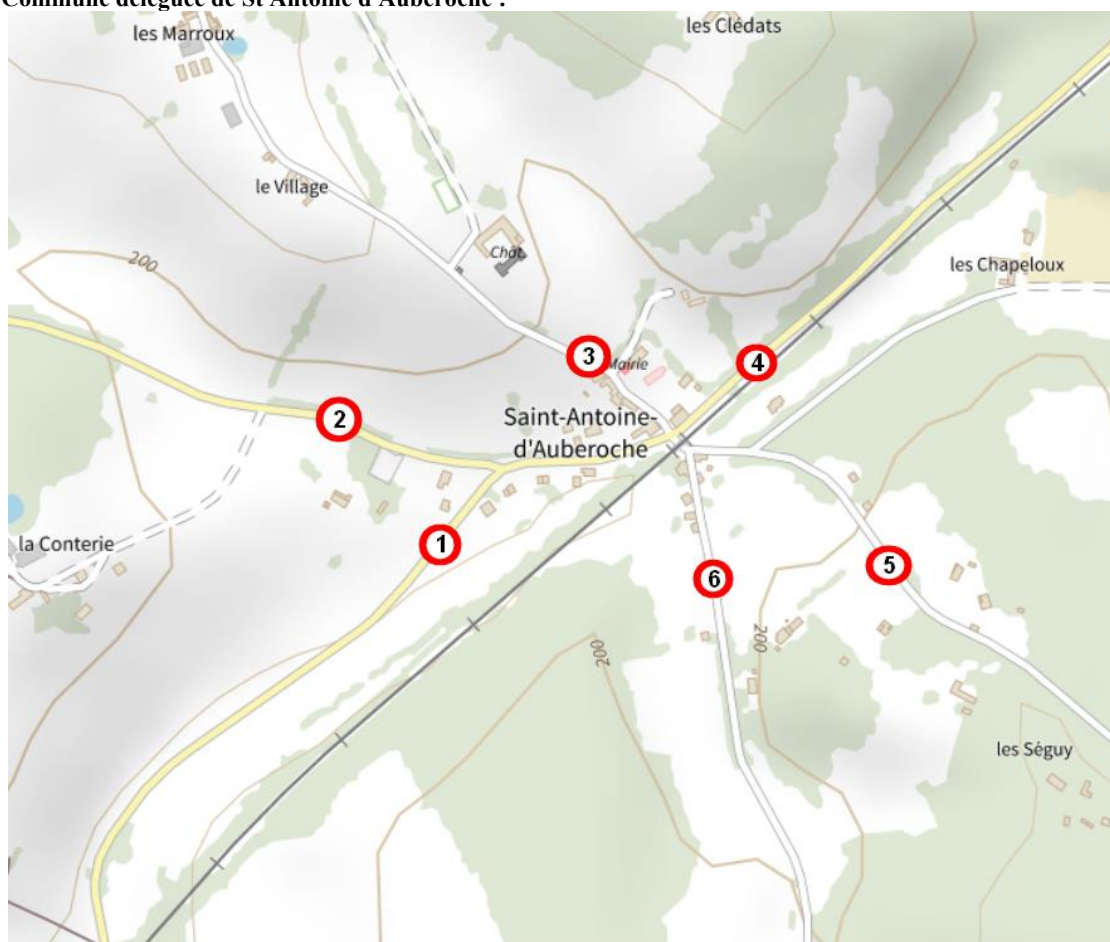 Commune déléguée de St Antoine d'Auberoche :
les Marroux
les Clédats
le Village
Chât.
200
les Chapeloux
3
Mairie
4
2
Saint-Antoine-
d'Auberoche
la Conterie
1
5
6
200
200
les Séguy